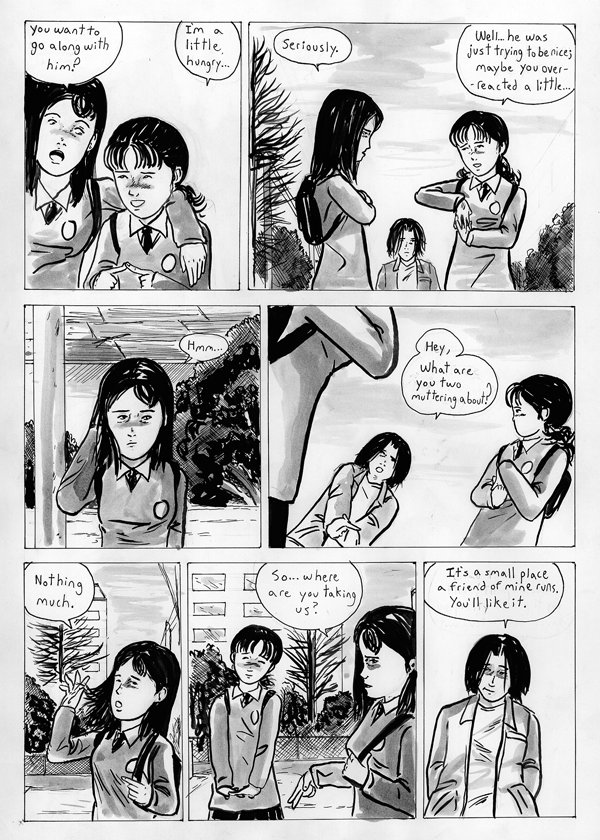 You want to
go along with
him?
I'm a
little,
hungry...
Seriously.
Well... he was
just trying to be nice;
maybe you over-
-reacted a little...
Hmm...
Hey,
What are
you two
muttering about?
Nothing
much.
So... where
are you taking
us?
It's a small place
a friend of mine runs.
You'll like it.